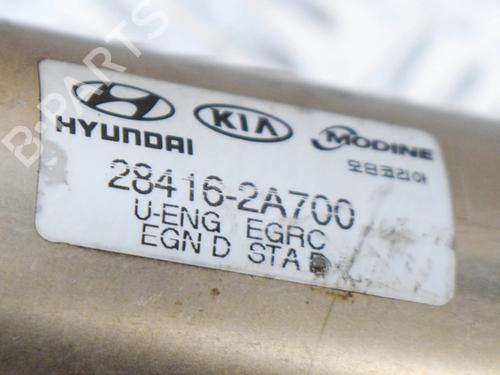 HYUNDAI KIA MODINE
모딘코리아
28416-2A700
U-ENG EGRC
EGN D STA D
B-PARTS